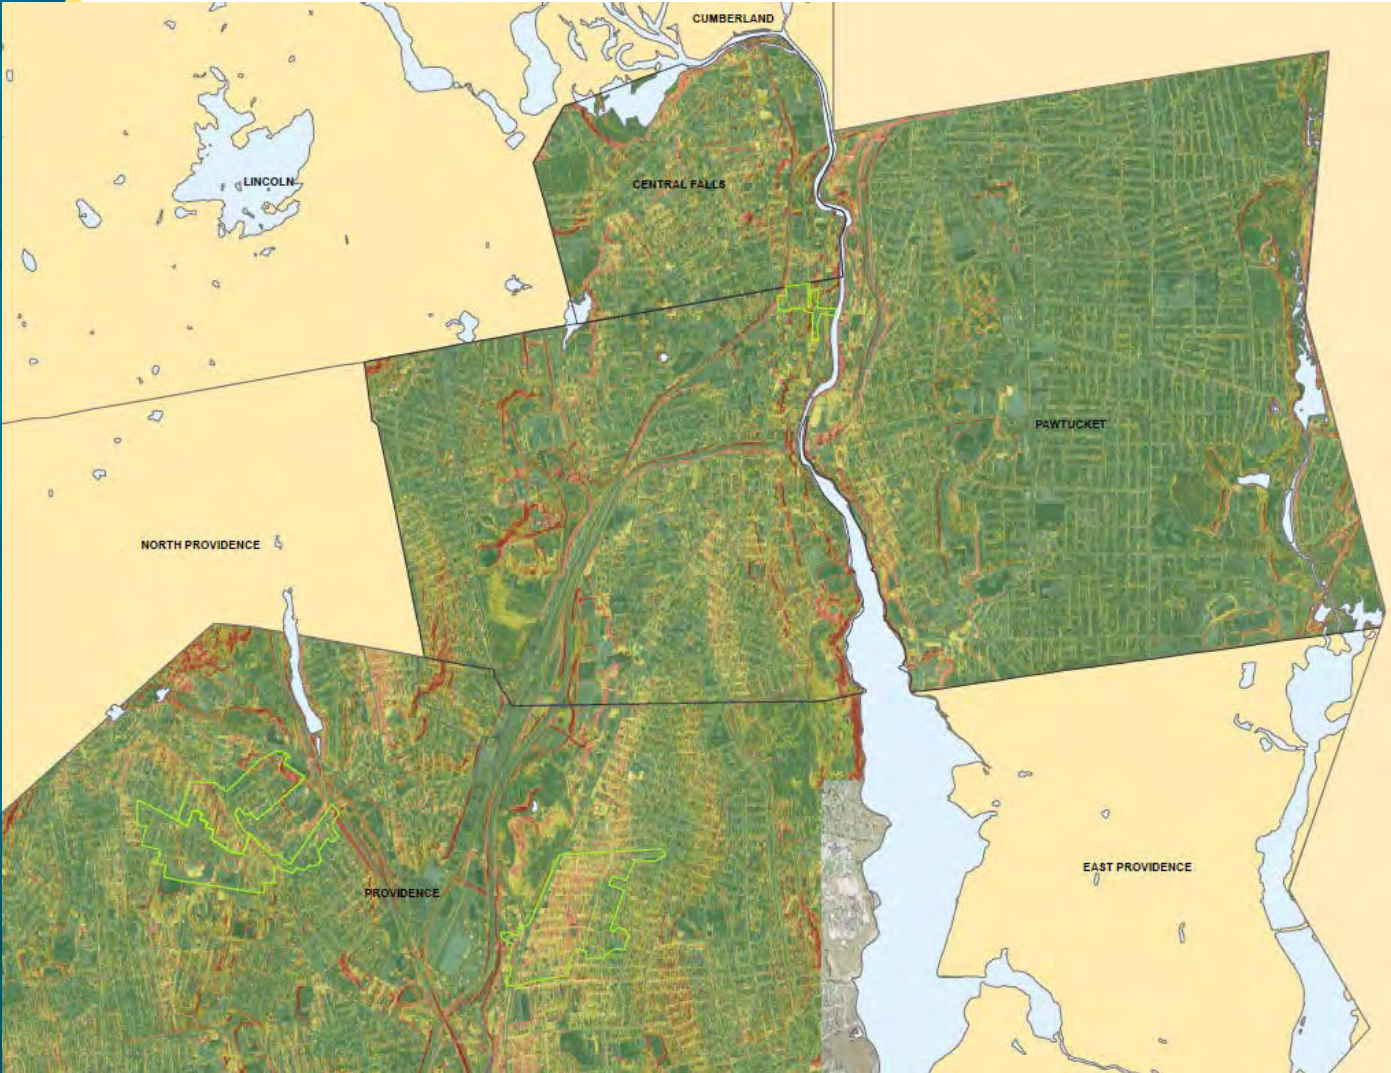 CUMBERLAND
LINCOLN
CENTRAL FALLS
PAWTUCKET
NORTH PROVIDENCE
EAST PROVIDENCE
PROVIDENCE